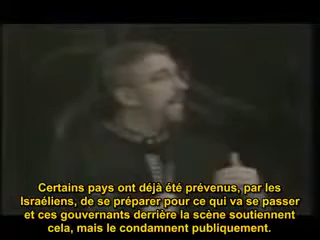 Certains pays ont déjà été prévenus, par les
Israéliens, de se préparer pour ce qui va se passer
et ces gouvernants derrière la scène soutiennent
cela, mais le condamnent publiquement.